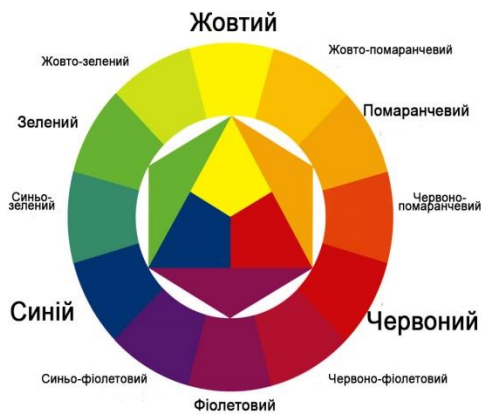 Жовтий
Жовто-помаранчевий
Жовто-зелений
Помаранчевий
Зелений
Синьо-
зелений
Червоно-
помаранчевий
Синій
Червоний
Синьо-фіолетовий
Червоно-фіолетовий
Фіолетовий